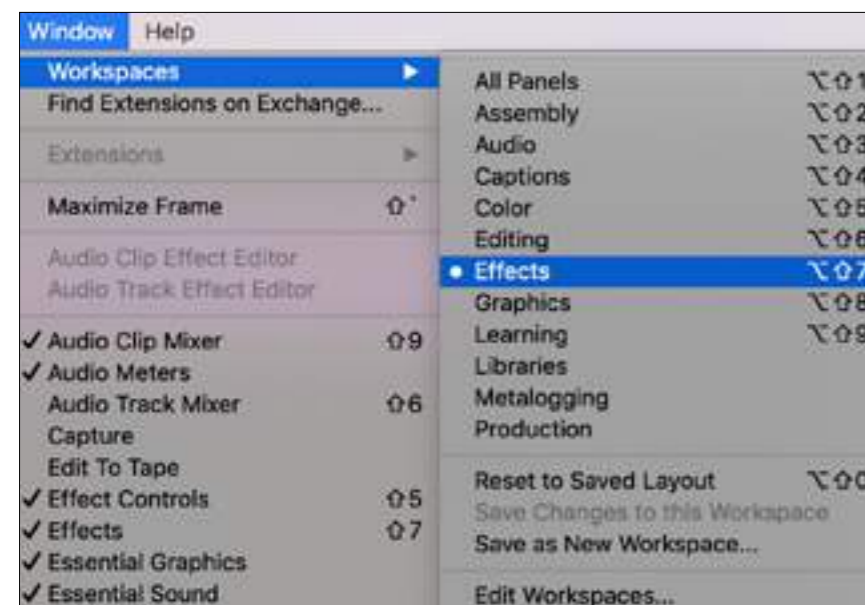 Window Help
Workspaces ▶
Find Extensions on Exchange...
Extensions ▶
Maximize Frame ⇧`
Audio Clip Effect Editor
Audio Track Effect Editor
✓ Audio Clip Mixer ⇧9
✓ Audio Meters
Audio Track Mixer ⇧6
Capture
Edit To Tape
✓ Effect Controls ⇧5
✓ Effects ⇧7
✓ Essential Graphics
✓ Essential Sound
All Panels ⌥⇧1
Assembly ⌥⇧2
Audio ⌥⇧3
Captions ⌥⇧4
Color ⌥⇧5
Editing ⌥⇧6
• Effects ⌥⇧7
Graphics ⌥⇧8
Learning ⌥⇧9
Libraries
Metalogging
Production
Reset to Saved Layout ⌥⇧0
Save Changes to this Workspace
Save as New Workspace...
Edit Workspaces...